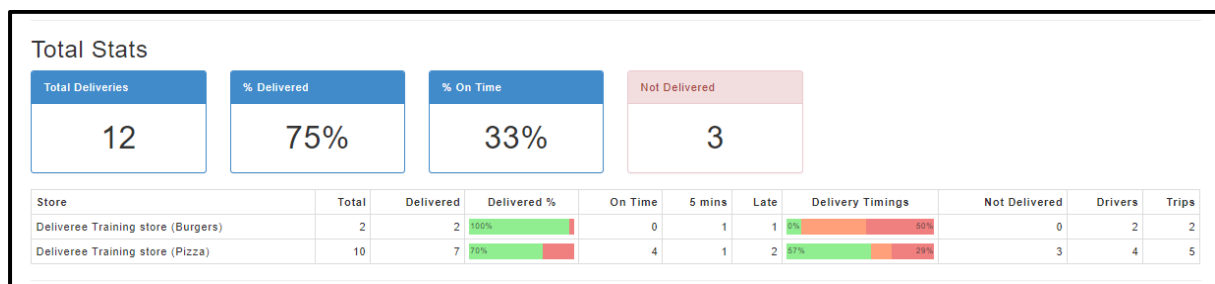 Total Stats
Total Deliveries % Delivered % On Time Not Delivered
12 75% 33% 3
Store Total Delivered Delivered % On Time 5 mins Late Delivery Timings Not Delivered Drivers Trips
Deliveree Training store (Burgers) 2 2 100% 0 1 1 0% 50% 0 2 2
Deliveree Training store (Pizza) 10 7 70% 4 1 2 57% 29% 3 4 5